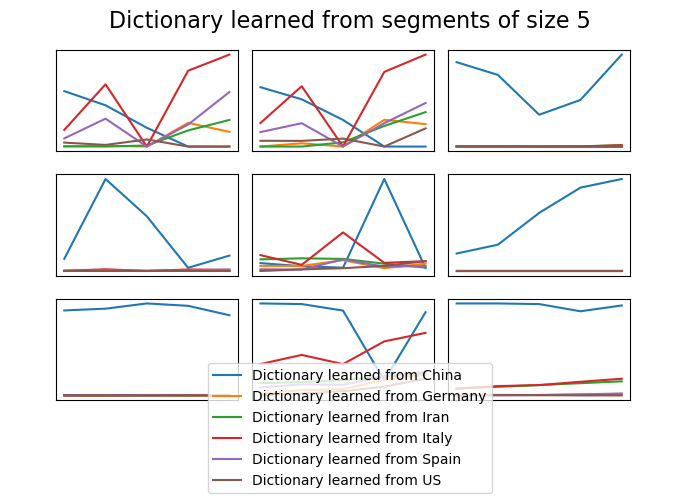 Dictionary learned from segments of size 5
Dictionary learned from China
Dictionary learned from Germany
Dictionary learned from Iran
Dictionary learned from Italy
Dictionary learned from Spain
Dictionary learned from US